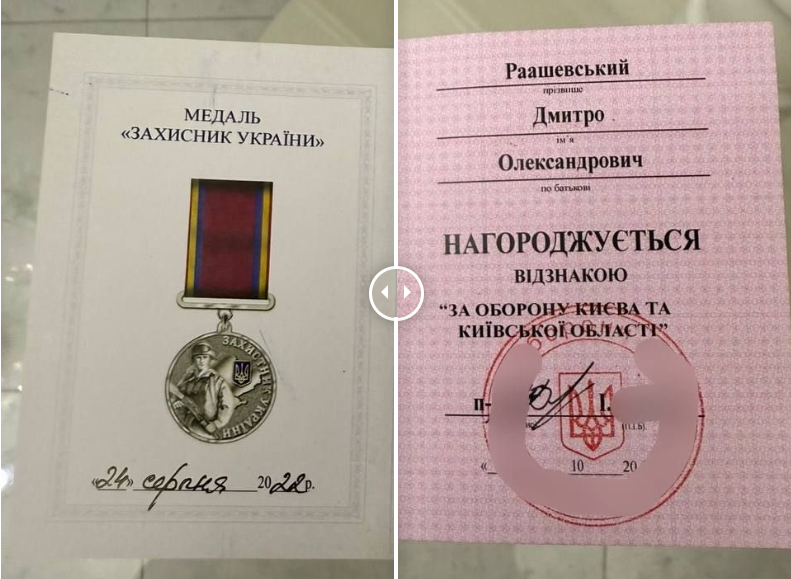 МЕДАЛЬ
«ЗАХИСНИК УКРАЇНИ»
ЗАХИСНИК УКРАЇНИ
«24» серпня 2022р.
Раашевський
прізвище
Дмитро
ім'я
Олександрович
по батькові
НАГОРОДЖУЄТЬСЯ
ВІДЗНАКОЮ
“ЗА ОБОРОНУ КИЄВА ТА
КИЇВСЬКОЇ ОБЛАСТІ”
П- І.
(П.І.Б).
« 10 20